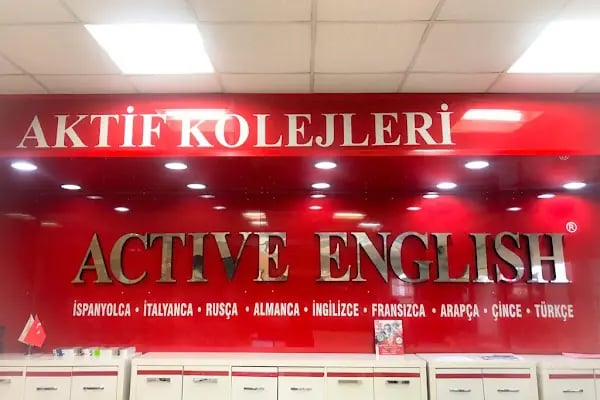 AKTİF KOLEJLERİ
ACTIVE ENGLISH®
İSPANYOLCA • İTALYANCA • RUSÇA • ALMANCA • İNGİLİZCE • FRANSIZCA • ARAPÇA • ÇİNCE • TÜRKÇE